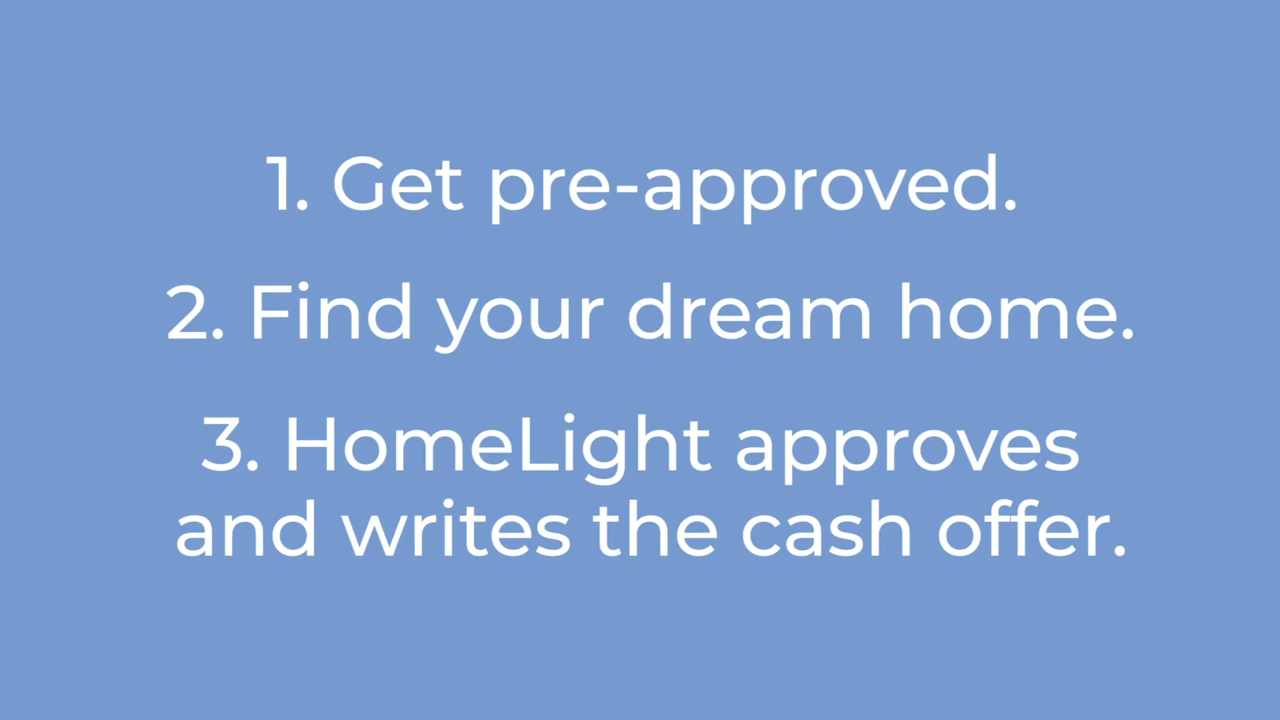 1. Get pre-approved.
2. Find your dream home.
3. HomeLight approves
and writes the cash offer.